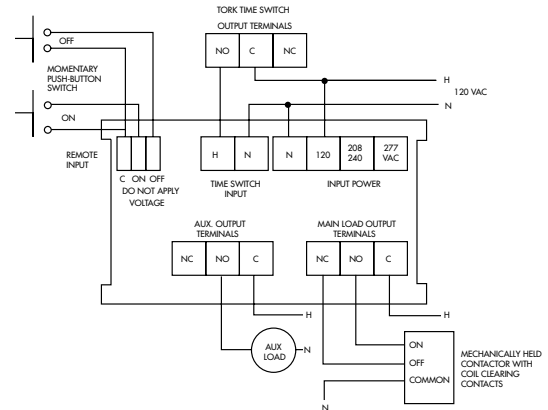 TORK TIME SWITCH
OUTPUT TERMINALS
NO C NC
OFF
MOMENTARY
PUSH-BUTTON
SWITCH
ON
H
120 VAC
N
REMOTE
INPUT
C ON OFF
DO NOT APPLY
VOLTAGE
H N
TIME SWITCH
INPUT
N 120 208
240 277
VAC
INPUT POWER
AUX. OUTPUT
TERMINALS
NC NO C
MAIN LOAD OUTPUT
TERMINALS
NC NO C
H
AUX
LOAD
N
H
ON
OFF
COMMON
MECHANICALLY HELD
CONTACTOR WITH
COIL CLEARING
CONTACTS
N